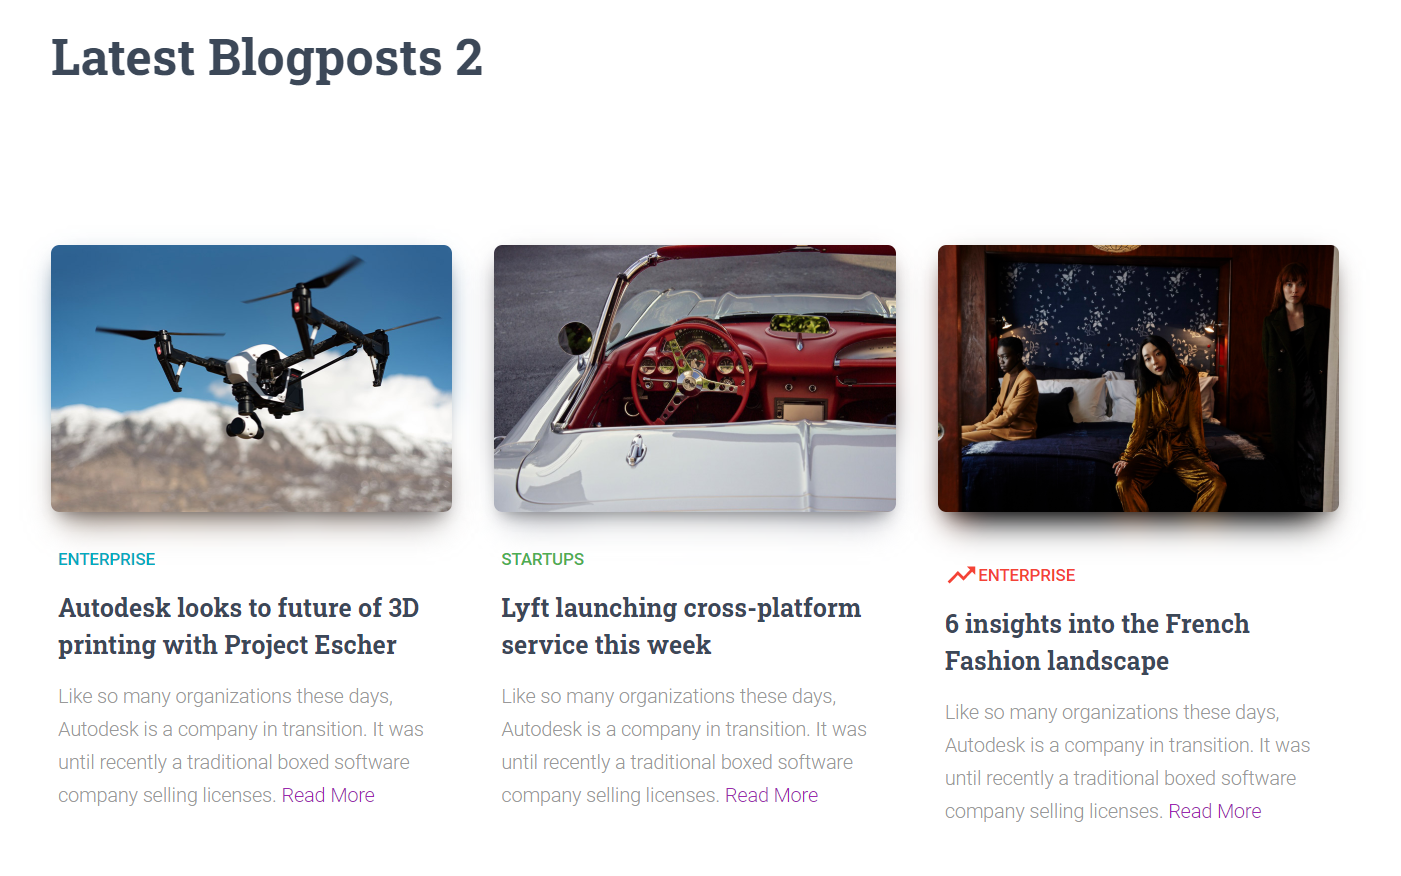 Latest Blogposts 2
ENTERPRISE
Autodesk looks to future of 3D
printing with Project Escher
Like so many organizations these days,
Autodesk is a company in transition. It was
until recently a traditional boxed software
company selling licenses. Read More
STARTUPS
Lyft launching cross-platform
service this week
Like so many organizations these days,
Autodesk is a company in transition. It was
until recently a traditional boxed software
company selling licenses. Read More
ENTERPRISE
6 insights into the French
Fashion landscape
Like so many organizations these days,
Autodesk is a company in transition. It was
until recently a traditional boxed software
company selling licenses. Read More